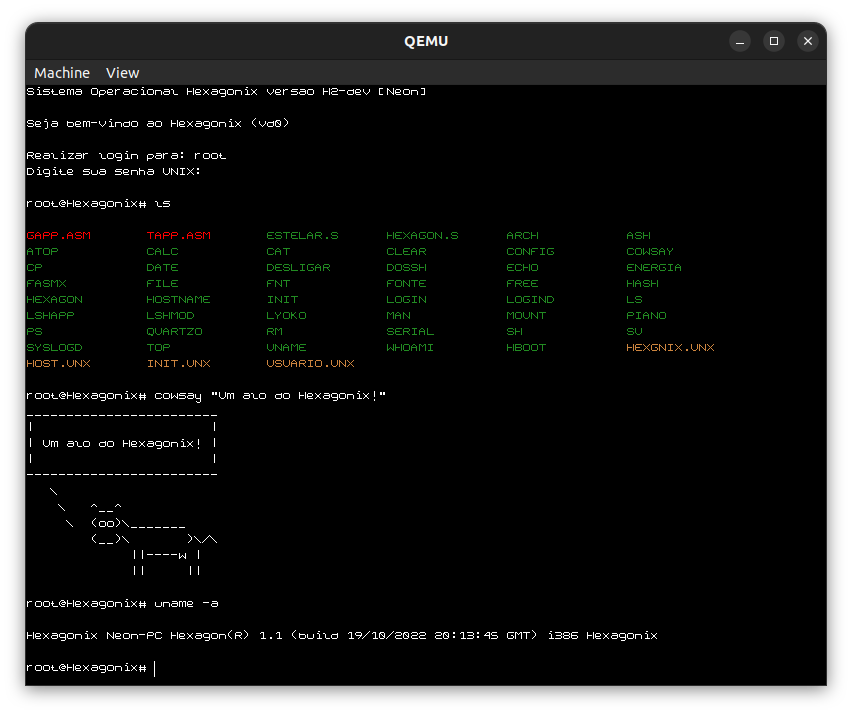 QEMU
Machine View
Sistema Operacional Hexagonix versao H2-dev [Neon]
Seja bem-vindo ao Hexagonix (vd0)
Realizar login para: root
Digite sua senha UNIX:
root@Hexagonix# ls
GAPP.ASM TAPP.ASM ESTELAR.S HEXAGON.S ARCH ASH
ATOP CALC CAT CLEAR CONFIG COWSAY
CP DATE DESLIGAR DOSSH ECHO ENERGIA
FASMX FILE FNT FONTE FREE HASH
HEXAGON HOSTNAME INIT LOGIN LOGIND LS
LSHAPP LSHMOD LYOKO MAN MOUNT PIANO
PS QUARTZO RM SERIAL SH SU
SYSLOGD TOP UNAME WHOAMI HBOOT HEXGNIX.UNX
HOST.UNX INIT.UNX USUARIO.UNX
root@Hexagonix# cowsay "Um alo do Hexagonix!"
------------------------
|                      |
| Um alo do Hexagonix! |
|                      |
------------------------
   \
    \   ^__^
     \  (oo)\_______
        (__)\       )\/\
             ||----w |
             ||     ||
root@Hexagonix# uname -a
Hexagonix Neon-PC Hexagon(R) 1.1 (build 19/10/2022 20:13:45 GMT) i386 Hexagonix
root@Hexagonix#